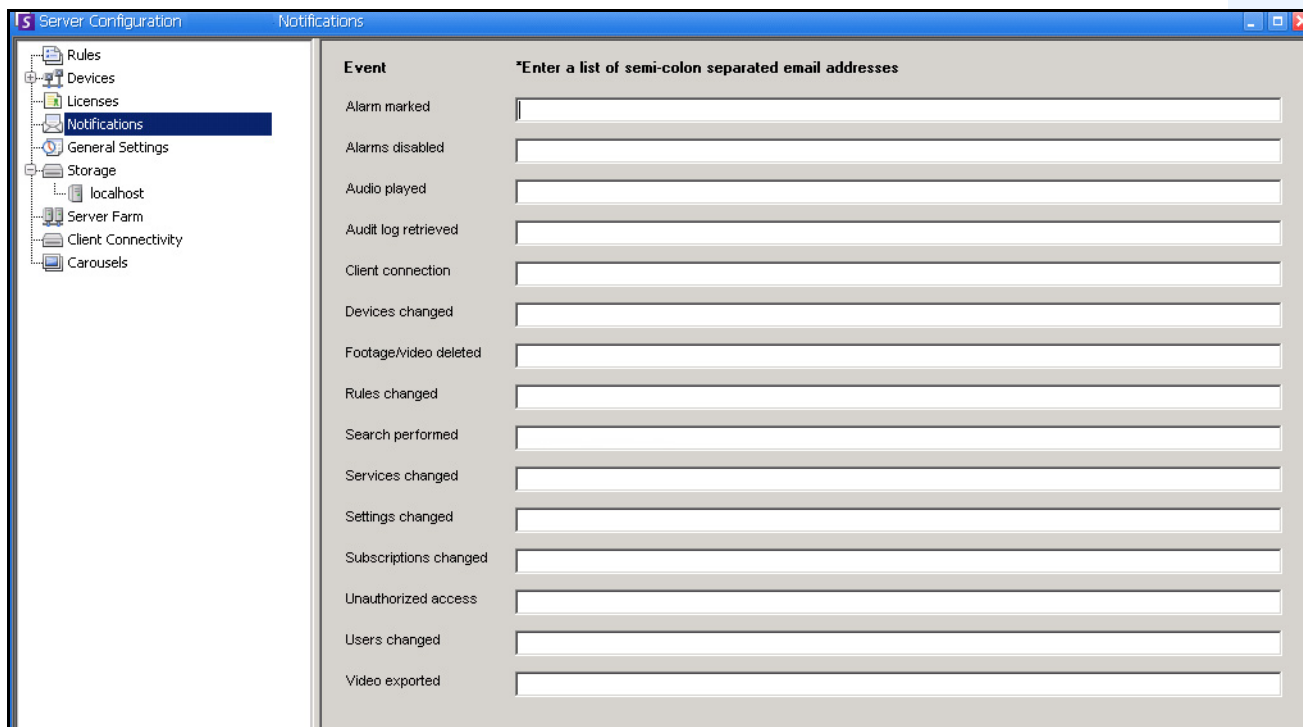 Server Configuration Notifications
Rules
Devices
Licenses
Notifications
General Settings
Storage
localhost
Server Farm
Client Connectivity
Carousels
Event *Enter a list of semi-colon separated email addresses
Alarm marked
Alarms disabled
Audio played
Audit log retrieved
Client connection
Devices changed
Footage/video deleted
Rules changed
Search performed
Services changed
Settings changed
Subscriptions changed
Unauthorized access
Users changed
Video exported